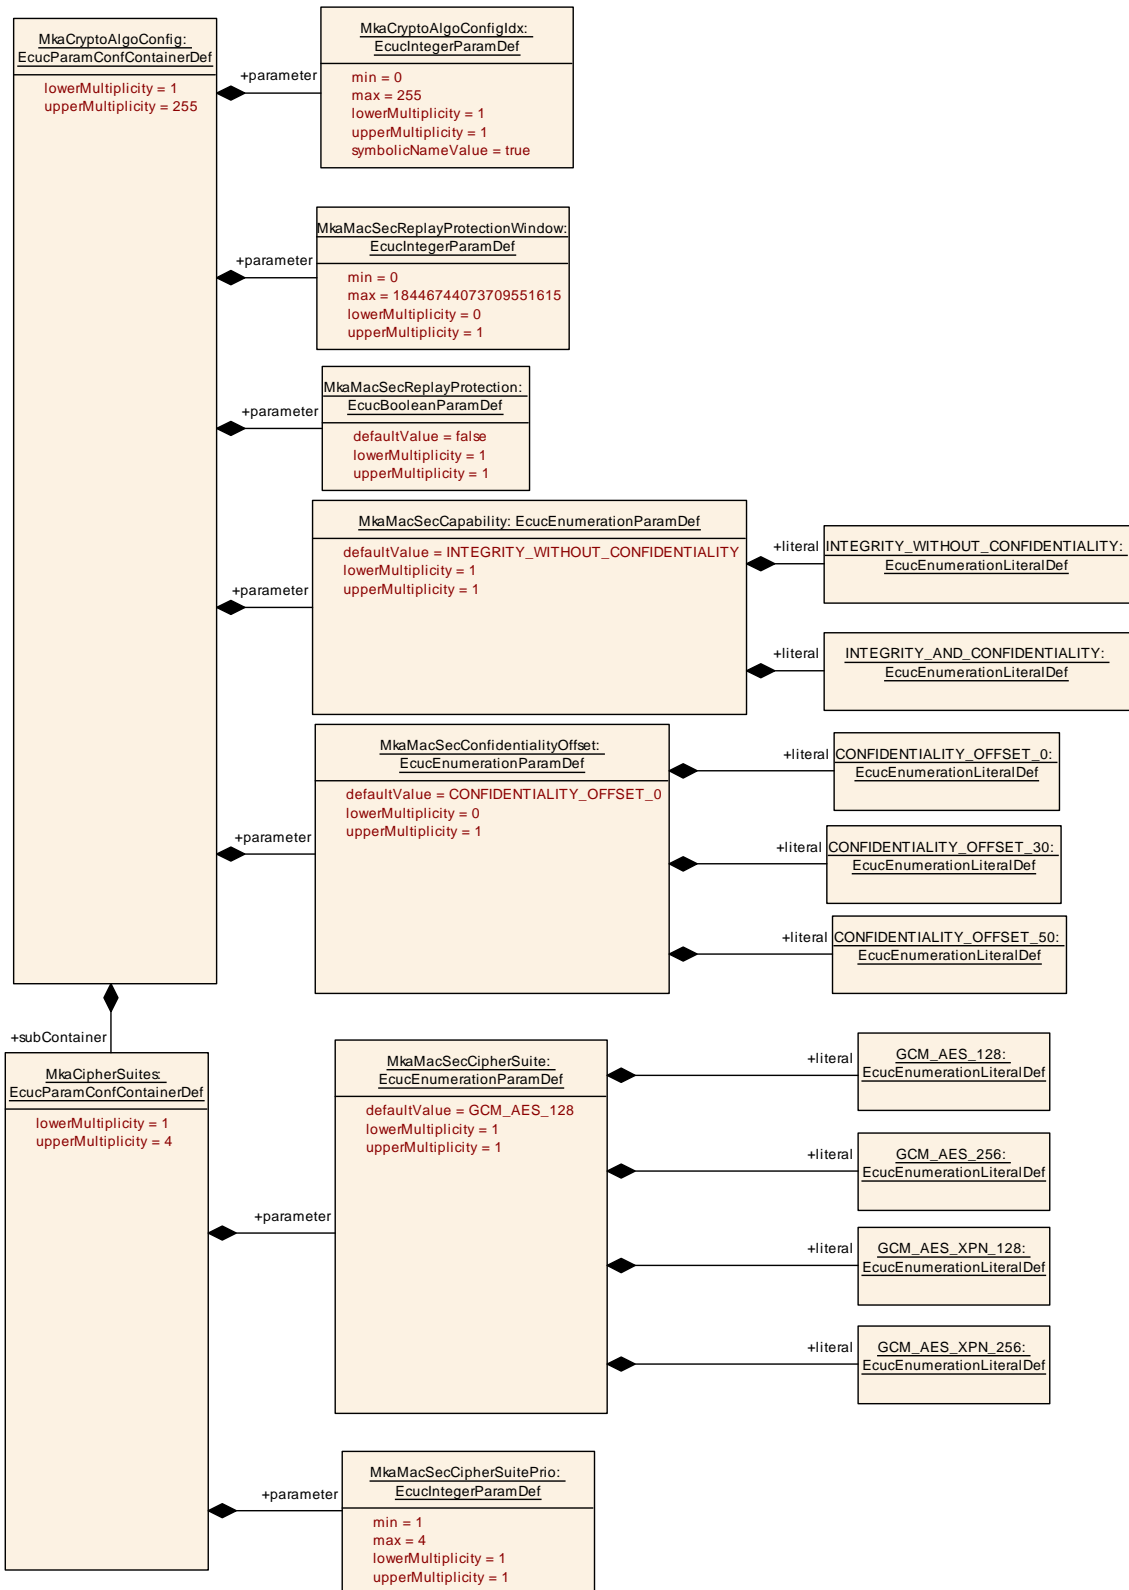 MkaCryptoAlgoConfig:
EcucParamConfContainerDef
lowerMultiplicity = 1
upperMultiplicity = 255
+parameter
MkaCryptoAlgoConfigIdx:
EcucIntegerParamDef
min = 0
max = 255
lowerMultiplicity = 1
upperMultiplicity = 1
symbolicNameValue = true
+parameter
MkaMacSecReplayProtectionWindow:
EcucIntegerParamDef
min = 0
max = 18446744073709551615
lowerMultiplicity = 0
upperMultiplicity = 1
+parameter
MkaMacSecReplayProtection:
EcucBooleanParamDef
defaultValue = false
lowerMultiplicity = 1
upperMultiplicity = 1
+parameter
MkaMacSecCapability: EcucEnumerationParamDef
defaultValue = INTEGRITY_WITHOUT_CONFIDENTIALITY
lowerMultiplicity = 1
upperMultiplicity = 1
+literal
INTEGRITY_WITHOUT_CONFIDENTIALITY:
EcucEnumerationLiteralDef
+literal
INTEGRITY_AND_CONFIDENTIALITY:
EcucEnumerationLiteralDef
+parameter
MkaMacSecConfidentialityOffset:
EcucEnumerationParamDef
defaultValue = CONFIDENTIALITY_OFFSET_0
lowerMultiplicity = 0
upperMultiplicity = 1
+literal
CONFIDENTIALITY_OFFSET_0:
EcucEnumerationLiteralDef
+literal
CONFIDENTIALITY_OFFSET_30:
EcucEnumerationLiteralDef
+literal
CONFIDENTIALITY_OFFSET_50:
EcucEnumerationLiteralDef
+subContainer
MkaCipherSuites:
EcucParamConfContainerDef
lowerMultiplicity = 1
upperMultiplicity = 4
+parameter
MkaMacSecCipherSuite:
EcucEnumerationParamDef
defaultValue = GCM_AES_128
lowerMultiplicity = 1
upperMultiplicity = 1
+literal
GCM_AES_128:
EcucEnumerationLiteralDef
+literal
GCM_AES_256:
EcucEnumerationLiteralDef
+literal
GCM_AES_XPN_128:
EcucEnumerationLiteralDef
+literal
GCM_AES_XPN_256:
EcucEnumerationLiteralDef
+parameter
MkaMacSecCipherSuitePrio:
EcucIntegerParamDef
min = 1
max = 4
lowerMultiplicity = 1
upperMultiplicity = 1